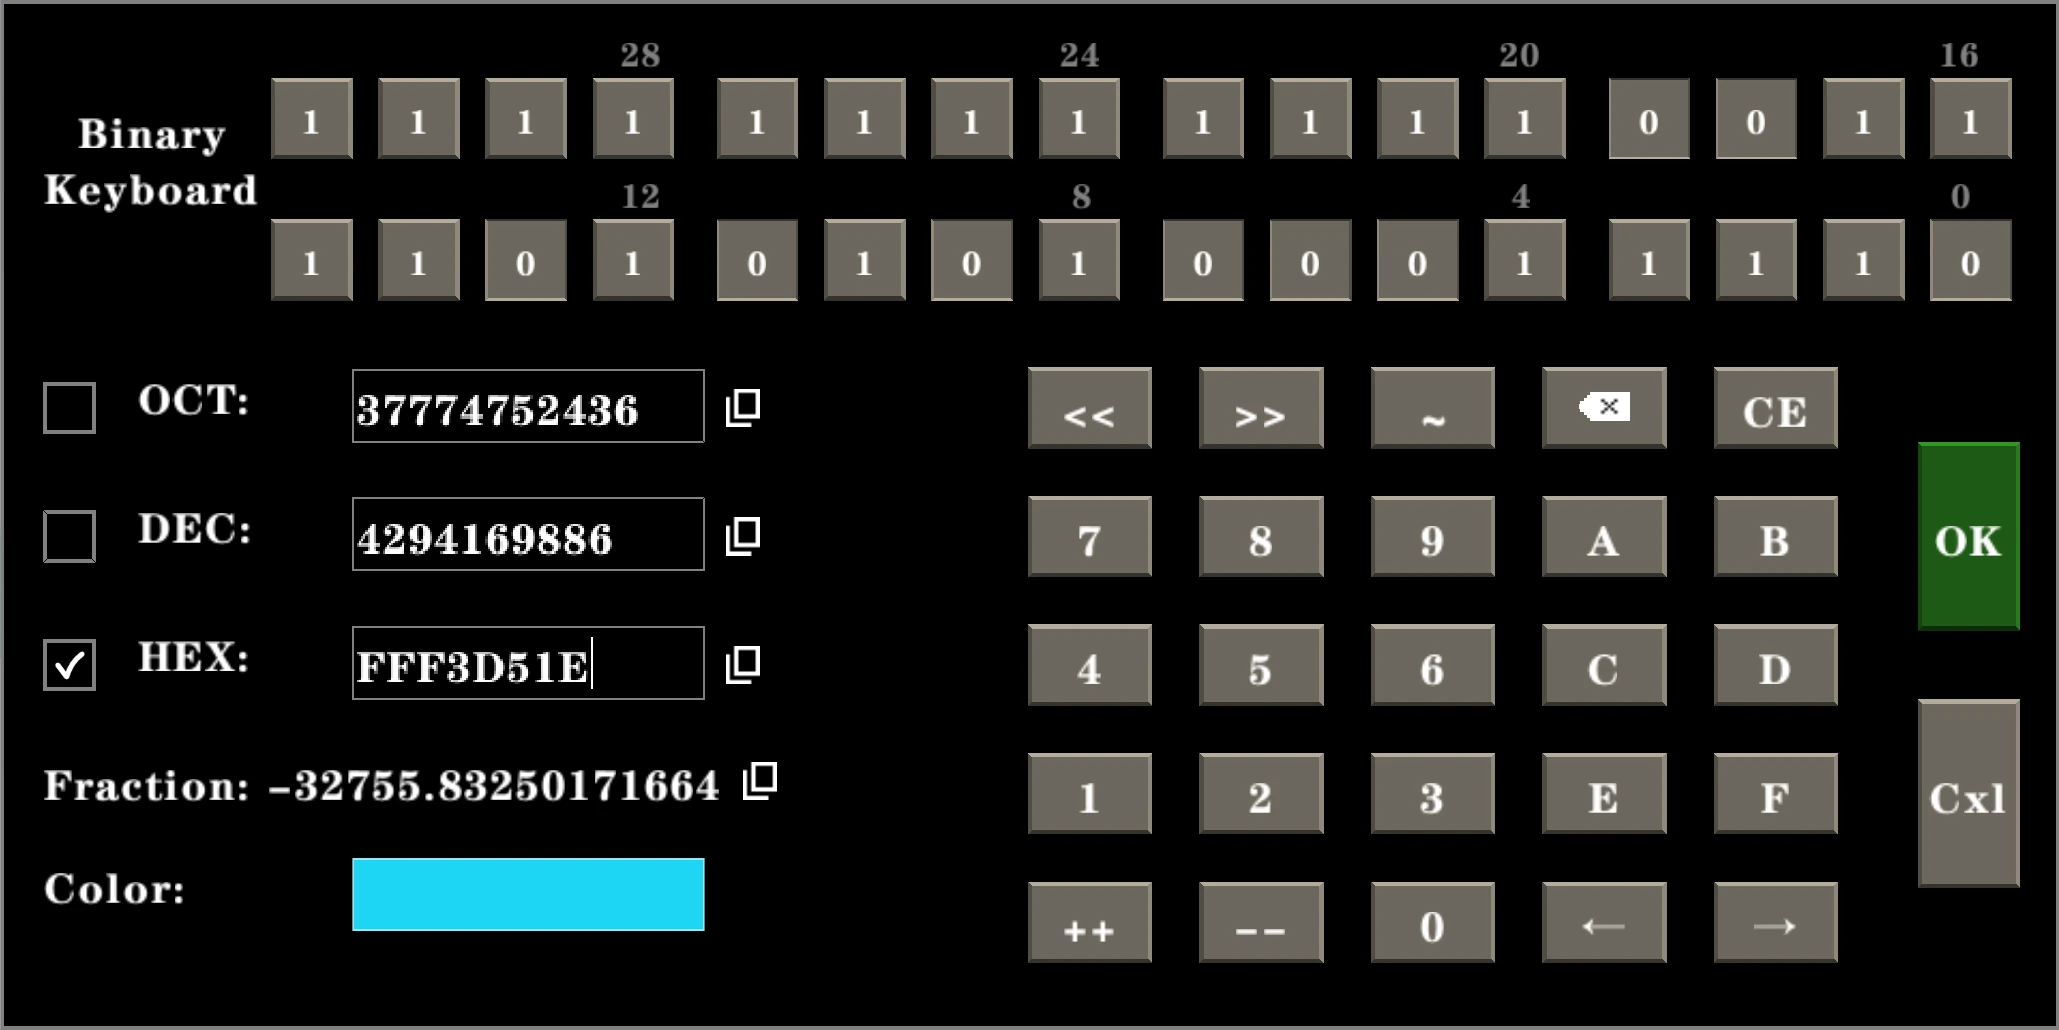 28 24 20 16
1 1 1 1 1 1 1 1 1 1 1 1 0 0 1 1
Binary
Keyboard
12 8 4 0
1 1 0 1 0 1 0 1 0 0 0 1 1 1 1 0
OCT: 37774752436 << >> ~ CE
DEC: 4294169886 7 8 9 A B
OK
HEX: FFF3D51E 4 5 6 C D
Fraction: -32755.83250171664 1 2 3 E F
Cxl
Color:
++ -- 0 ← →